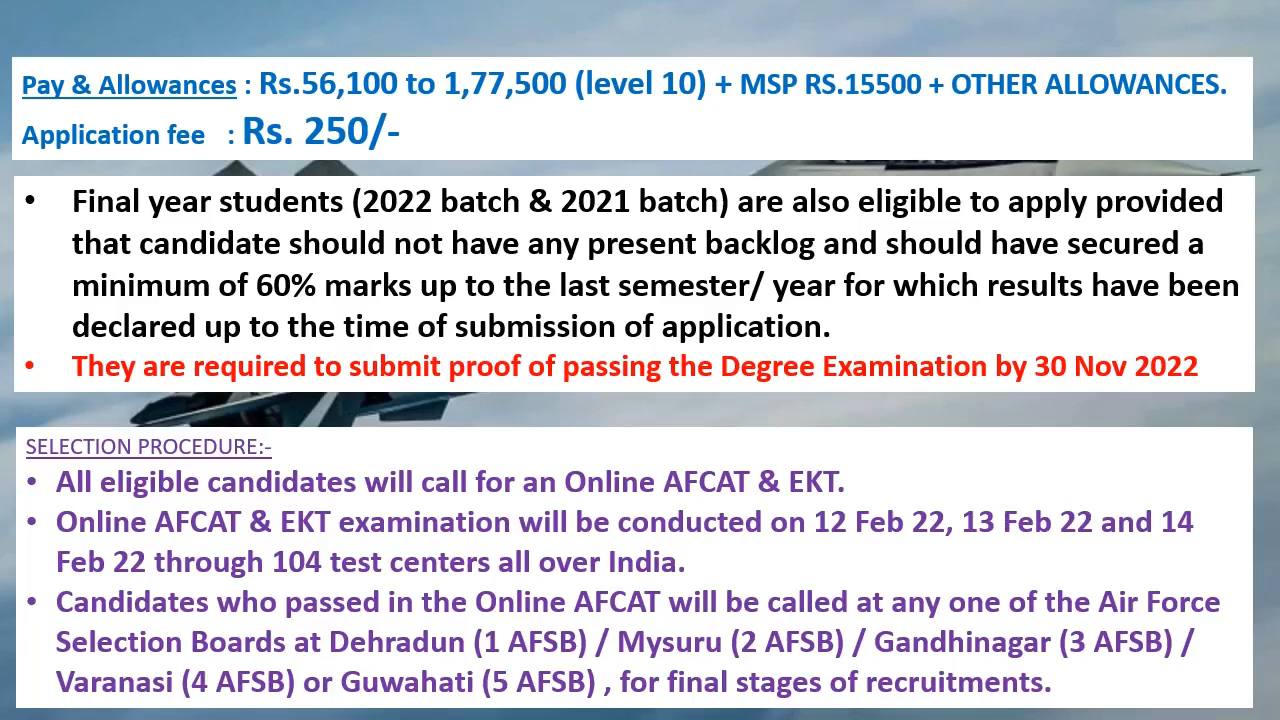 Pay & Allowances : Rs.56,100 to 1,77,500 (level 10) + MSP RS.15500 + OTHER ALLOWANCES.
Application fee : Rs. 250/-
• Final year students (2022 batch & 2021 batch) are also eligible to apply provided
that candidate should not have any present backlog and should have secured a
minimum of 60% marks up to the last semester/ year for which results have been
declared up to the time of submission of application.
• They are required to submit proof of passing the Degree Examination by 30 Nov 2022
SELECTION PROCEDURE:-
• All eligible candidates will call for an Online AFCAT & EKT.
• Online AFCAT & EKT examination will be conducted on 12 Feb 22, 13 Feb 22 and 14
Feb 22 through 104 test centers all over India.
• Candidates who passed in the Online AFCAT will be called at any one of the Air Force
Selection Boards at Dehradun (1 AFSB) / Mysuru (2 AFSB) / Gandhinagar (3 AFSB) /
Varanasi (4 AFSB) or Guwahati (5 AFSB) , for final stages of recruitments.